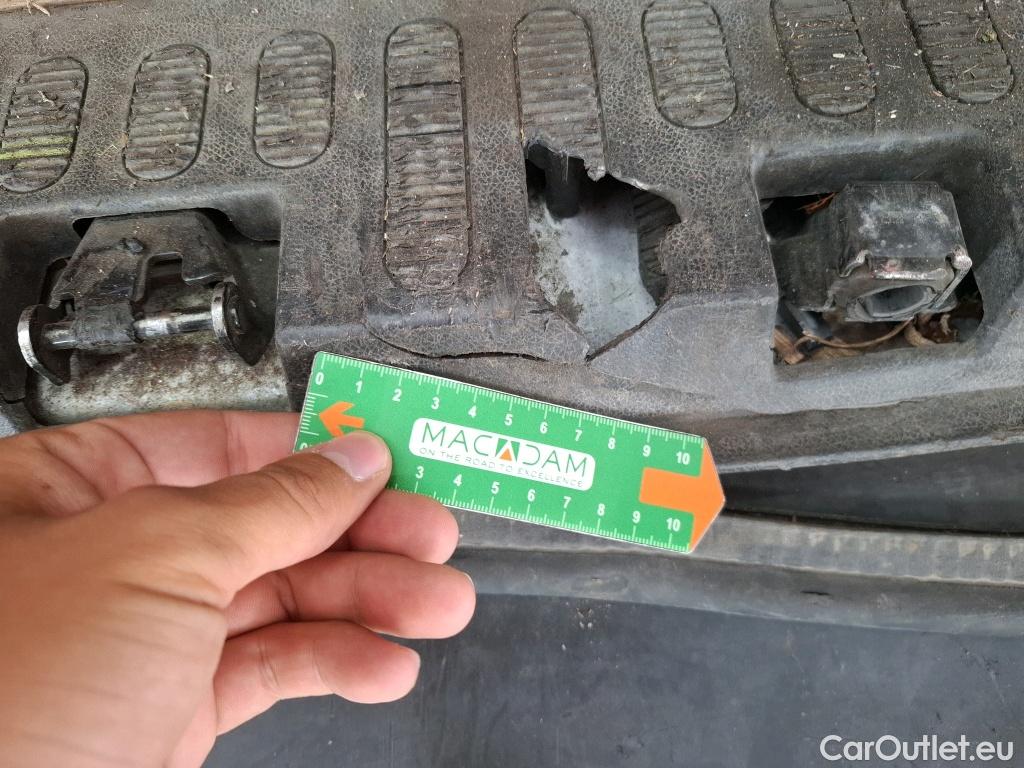 0 1 2 3 4 5 6 7 8 9 10
MACADAM
ON THE ROAD TO EXCELLENCE
0 3 4 5 6 7 8 9 10
CarOutlet.eu